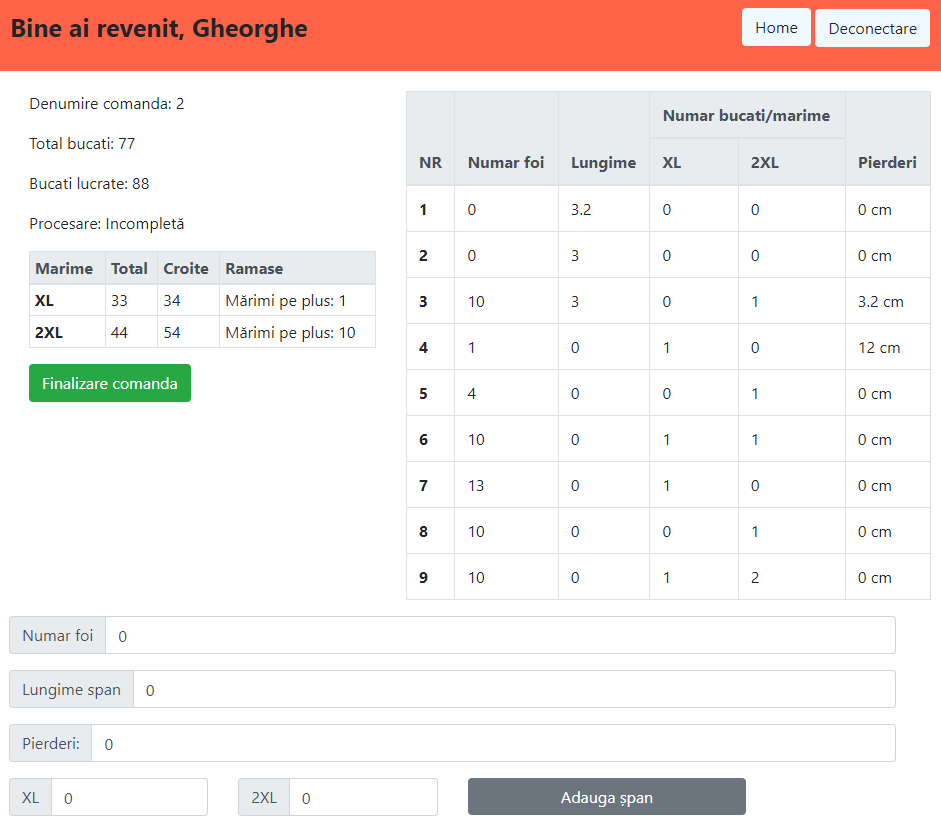 Bine ai revenit, Gheorghe
Home
Deconectare
Denumire comanda: 2
Total bucati: 77
Bucati lucrate: 88
Procesare: Incompletă
Marime Total Croite Ramase
XL 33 34 Mărimi pe plus: 1
2XL 44 54 Mărimi pe plus: 10
Finalizare comanda
Numar bucati/marime
NR Numar foi Lungime XL 2XL Pierderi
1 0 3.2 0 0 0 cm
2 0 3 0 0 0 cm
3 10 3 0 1 3.2 cm
4 1 0 1 0 12 cm
5 4 0 0 1 0 cm
6 10 0 1 1 0 cm
7 13 0 1 0 0 cm
8 10 0 0 1 0 cm
9 10 0 1 2 0 cm
Numar foi 0
Lungime span 0
Pierderi: 0
XL 0 2XL 0 Adauga șpan